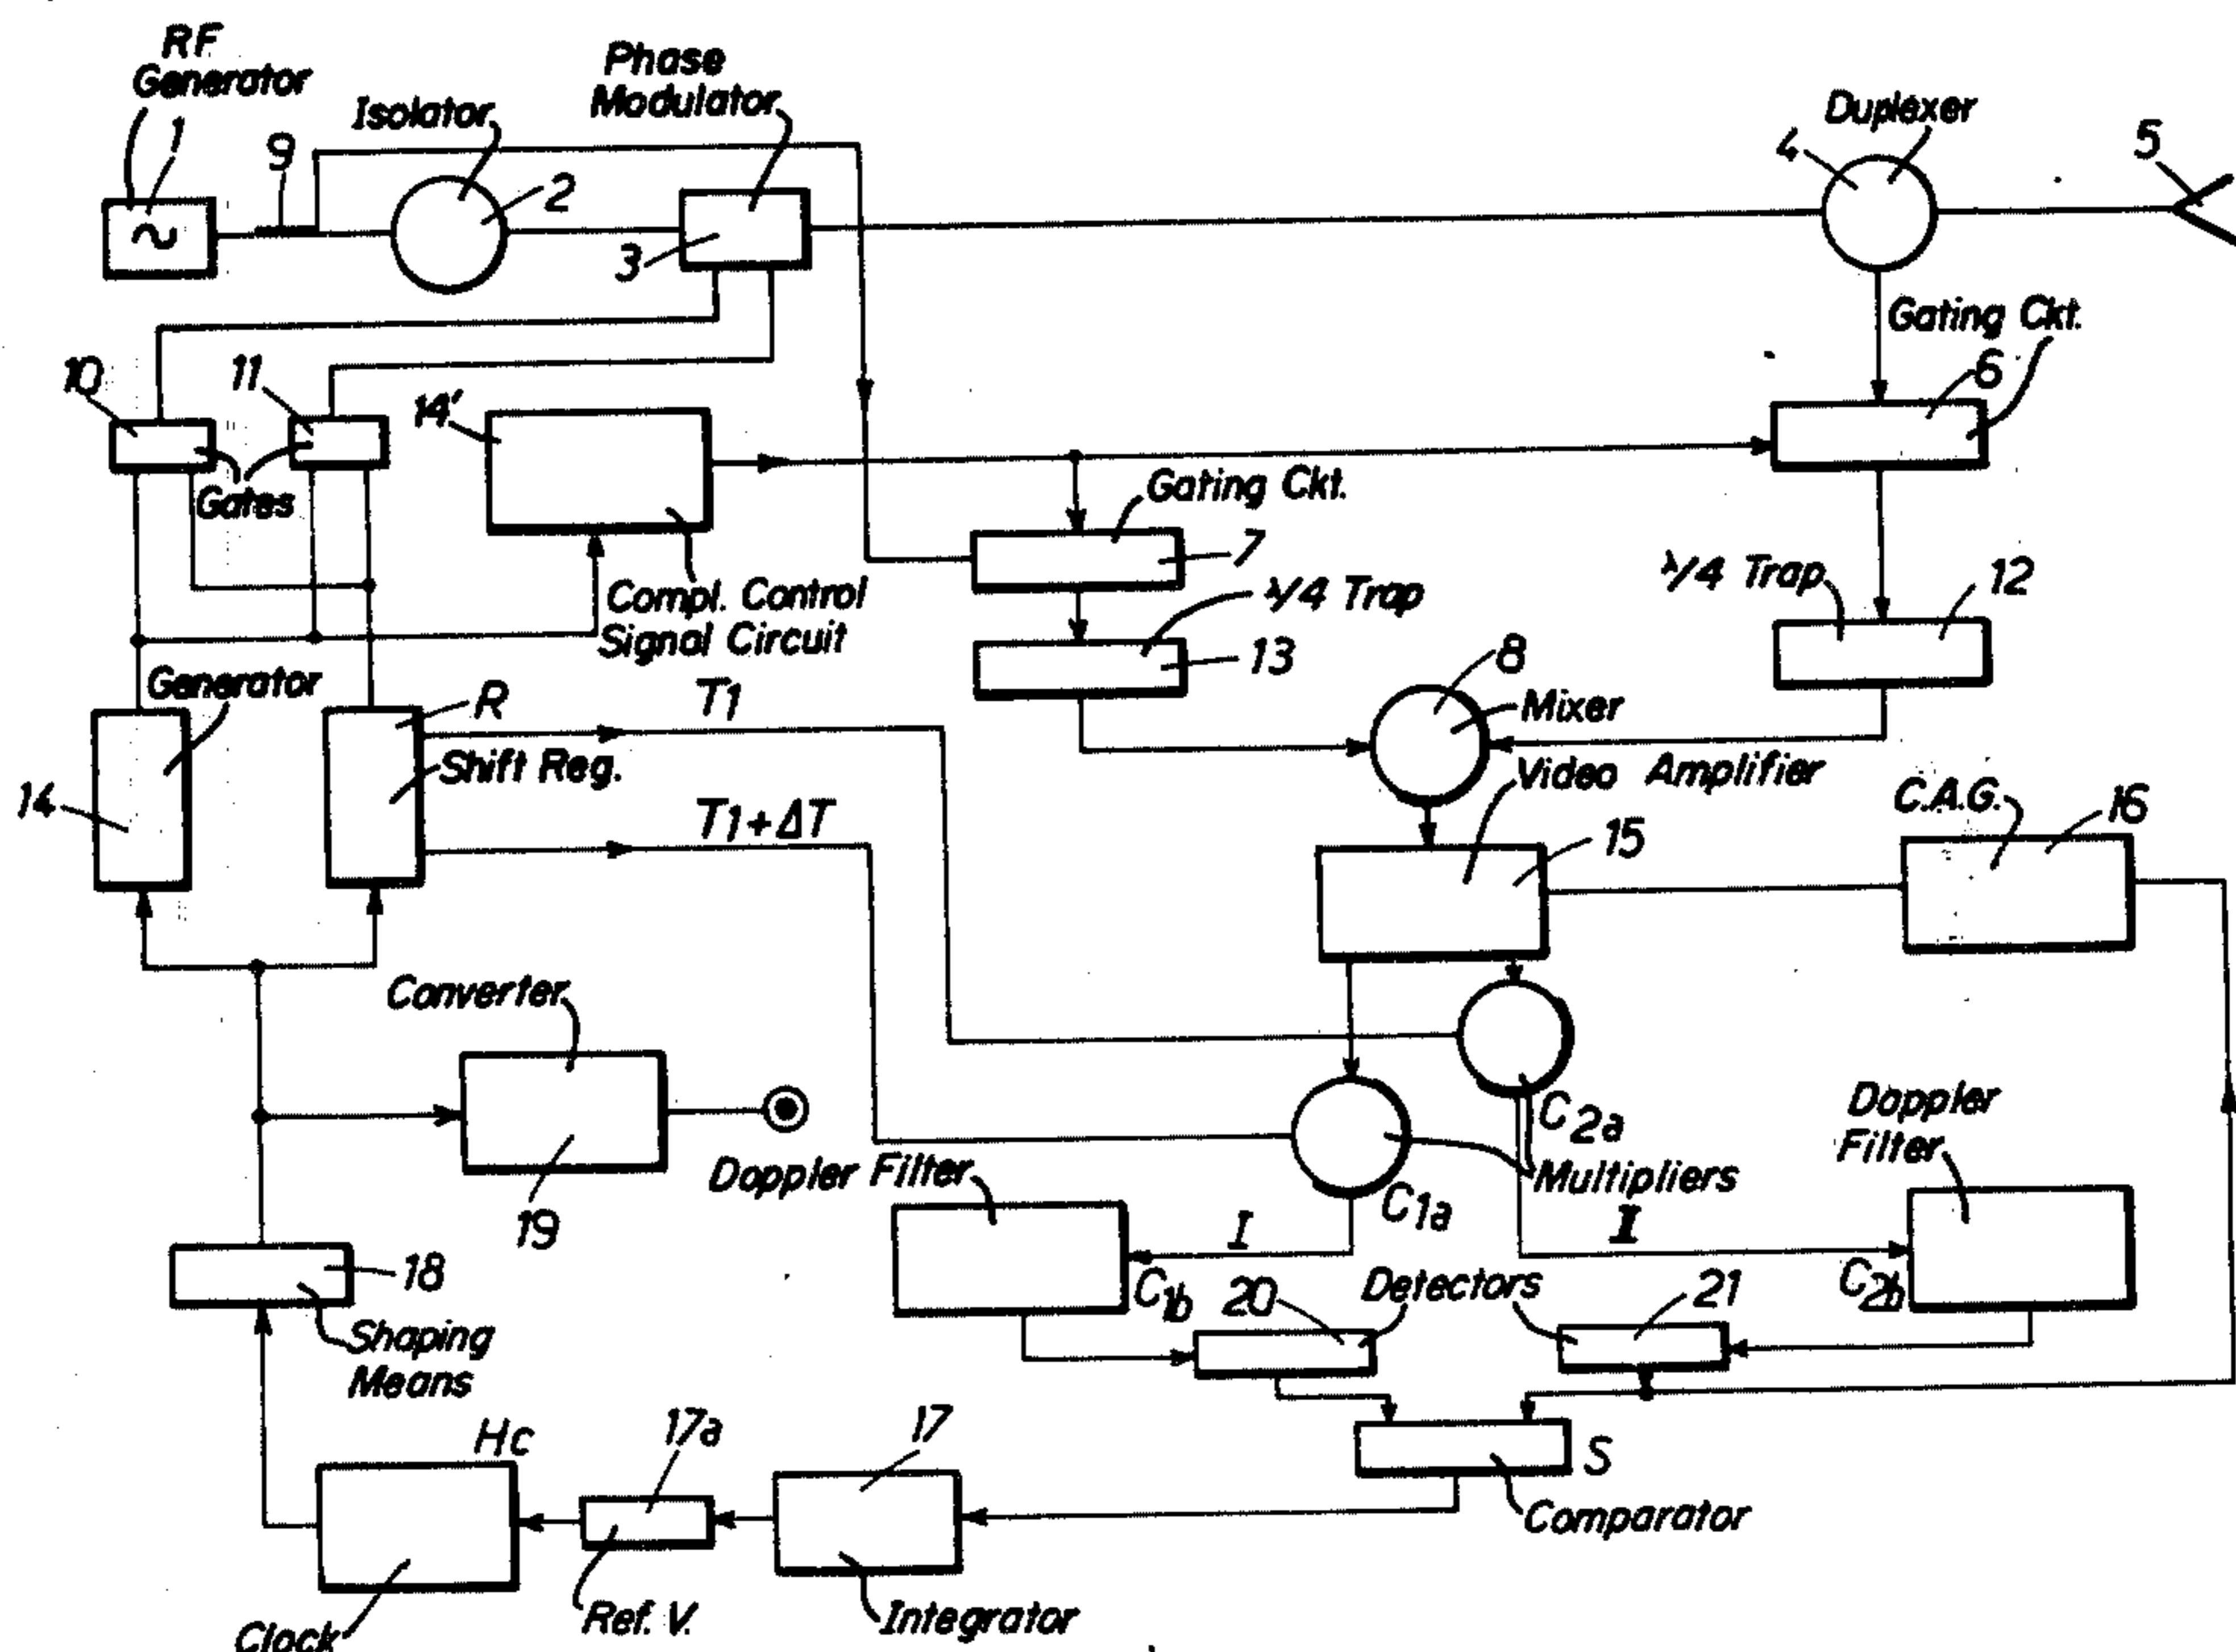 RF
Generator
1
9
Isolator
2
Phase
Modulator
3
Duplexer
4
5
Gating Ckt.
6
10
11
Gates
14'
Compl. Control
Signal Circuit
Gating Ckt.
7
λ/4 Trap
13
λ/4 Trap
12
8
Mixer
Generator
14
R
Shift Reg.
T1
T1+ΔT
Video Amplifier
15
C.A.G.
16
Converter
19
C2a
Multipliers
C1a
Doppler Filter
I
C1b
II
Doppler
Filter
C2b
18
Shaping
Means
20
Detectors
21
S
Comparator
Hc
Clock
17a
Ref. V.
17
Integrator